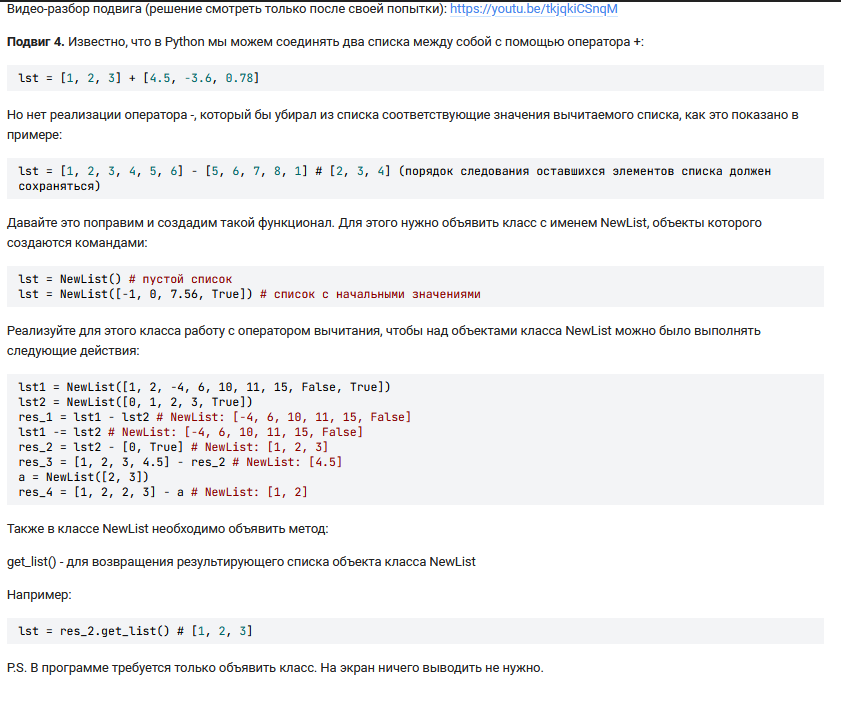 Видео-разбор подвига (решение смотреть только после своей попытки): https://youtu.be/tkjqkiCSnqM
Подвиг 4. Известно, что в Python мы можем соединять два списка между собой с помощью оператора +:
lst = [1, 2, 3] + [4.5, -3.6, 0.78]
Но нет реализации оператора -, который бы убирал из списка соответствующие значения вычитаемого списка, как это показано в
примере:
lst = [1, 2, 3, 4, 5, 6] - [5, 6, 7, 8, 1] # [2, 3, 4] (порядок следования оставшихся элементов списка должен
сохраняться)
Давайте это поправим и создадим такой функционал. Для этого нужно объявить класс с именем NewList, объекты которого
создаются командами:
lst = NewList() # пустой список
lst = NewList([-1, 0, 7.56, True]) # список с начальными значениями
Реализуйте для этого класса работу с оператором вычитания, чтобы над объектами класса NewList можно было выполнять
следующие действия:
lst1 = NewList([1, 2, -4, 6, 10, 11, 15, False, True])
lst2 = NewList([0, 1, 2, 3, True])
res_1 = lst1 - lst2 # NewList: [-4, 6, 10, 11, 15, False]
lst1 -= lst2 # NewList: [-4, 6, 10, 11, 15, False]
res_2 = lst2 - [0, True] # NewList: [1, 2, 3]
res_3 = [1, 2, 3, 4.5] - res_2 # NewList: [4.5]
a = NewList([2, 3])
res_4 = [1, 2, 2, 3] - a # NewList: [1, 2]
Также в классе NewList необходимо объявить метод:
get_list() - для возвращения результирующего списка объекта класса NewList
Например:
lst = res_2.get_list() # [1, 2, 3]
P.S. В программе требуется только объявить класс. На экран ничего выводить не нужно.